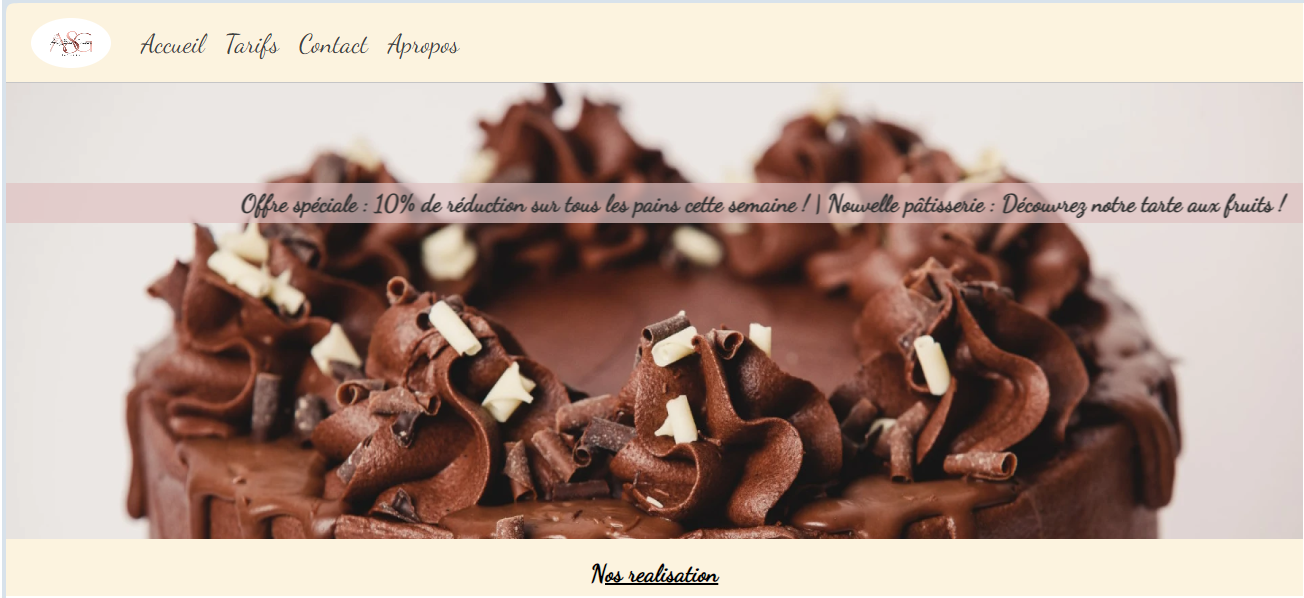 A&G
Accueil Tarifs Contact Apropos
Offre spéciale : 10% de réduction sur tous les pains cette semaine ! | Nouvelle pâtisserie : Découvrez notre tarte aux fruits !
Nos realisation